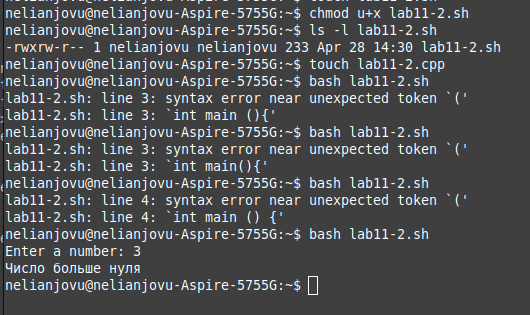 nelianjovu@nelianjovu-Aspire-5755G:~$ chmod u+x lab11-2.sh
nelianjovu@nelianjovu-Aspire-5755G:~$ ls -l lab11-2.sh
-rwxrw-r-- 1 nelianjovu nelianjovu 233 Apr 28 14:30 lab11-2.sh
nelianjovu@nelianjovu-Aspire-5755G:~$ touch lab11-2.cpp
nelianjovu@nelianjovu-Aspire-5755G:~$ bash lab11-2.sh
lab11-2.sh: line 3: syntax error near unexpected token `('
lab11-2.sh: line 3: `int main (){'
nelianjovu@nelianjovu-Aspire-5755G:~$ bash lab11-2.sh
lab11-2.sh: line 3: syntax error near unexpected token `('
lab11-2.sh: line 3: `int main(){'
nelianjovu@nelianjovu-Aspire-5755G:~$ bash lab11-2.sh
lab11-2.sh: line 4: syntax error near unexpected token `('
lab11-2.sh: line 4: `int main () {'
nelianjovu@nelianjovu-Aspire-5755G:~$ bash lab11-2.sh
Enter a number: 3
Число больше нуля
nelianjovu@nelianjovu-Aspire-5755G:~$